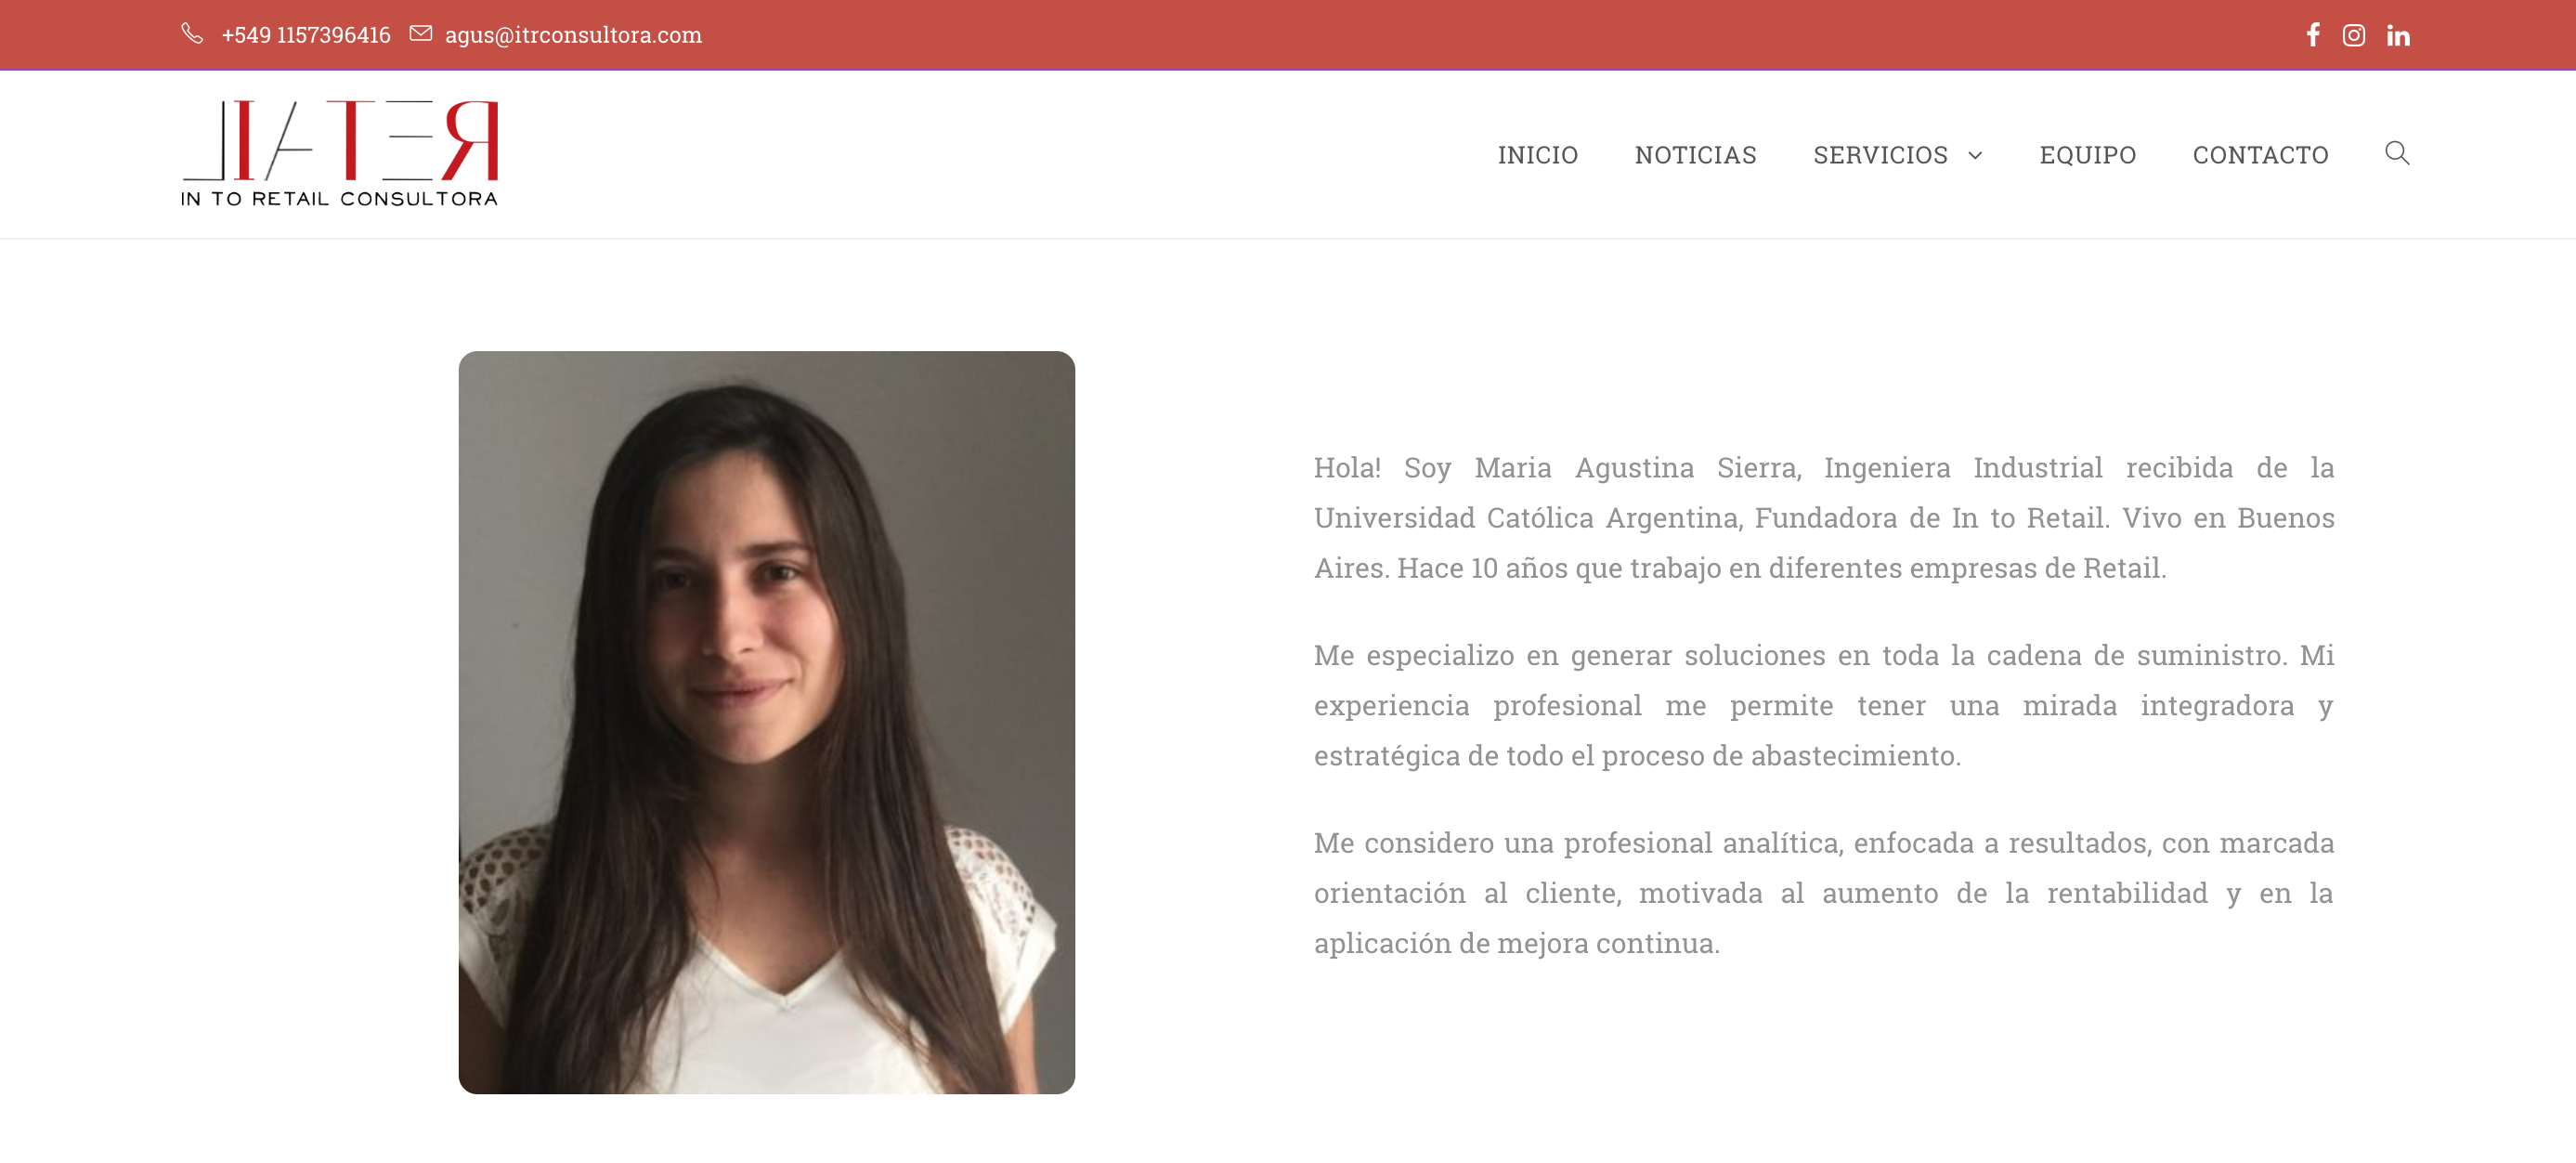 +549 1157396416 agus@itrconsultora.com
LIATER
IN TO RETAIL CONSULTORA
INICIO NOTICIAS SERVICIOS EQUIPO CONTACTO
Hola! Soy Maria Agustina Sierra, Ingeniera Industrial recibida de la
Universidad Católica Argentina, Fundadora de In to Retail. Vivo en Buenos
Aires. Hace 10 años que trabajo en diferentes empresas de Retail.
Me especializo en generar soluciones en toda la cadena de suministro. Mi
experiencia profesional me permite tener una mirada integradora y
estratégica de todo el proceso de abastecimiento.
Me considero una profesional analítica, enfocada a resultados, con marcada
orientación al cliente, motivada al aumento de la rentabilidad y en la
aplicación de mejora continua.